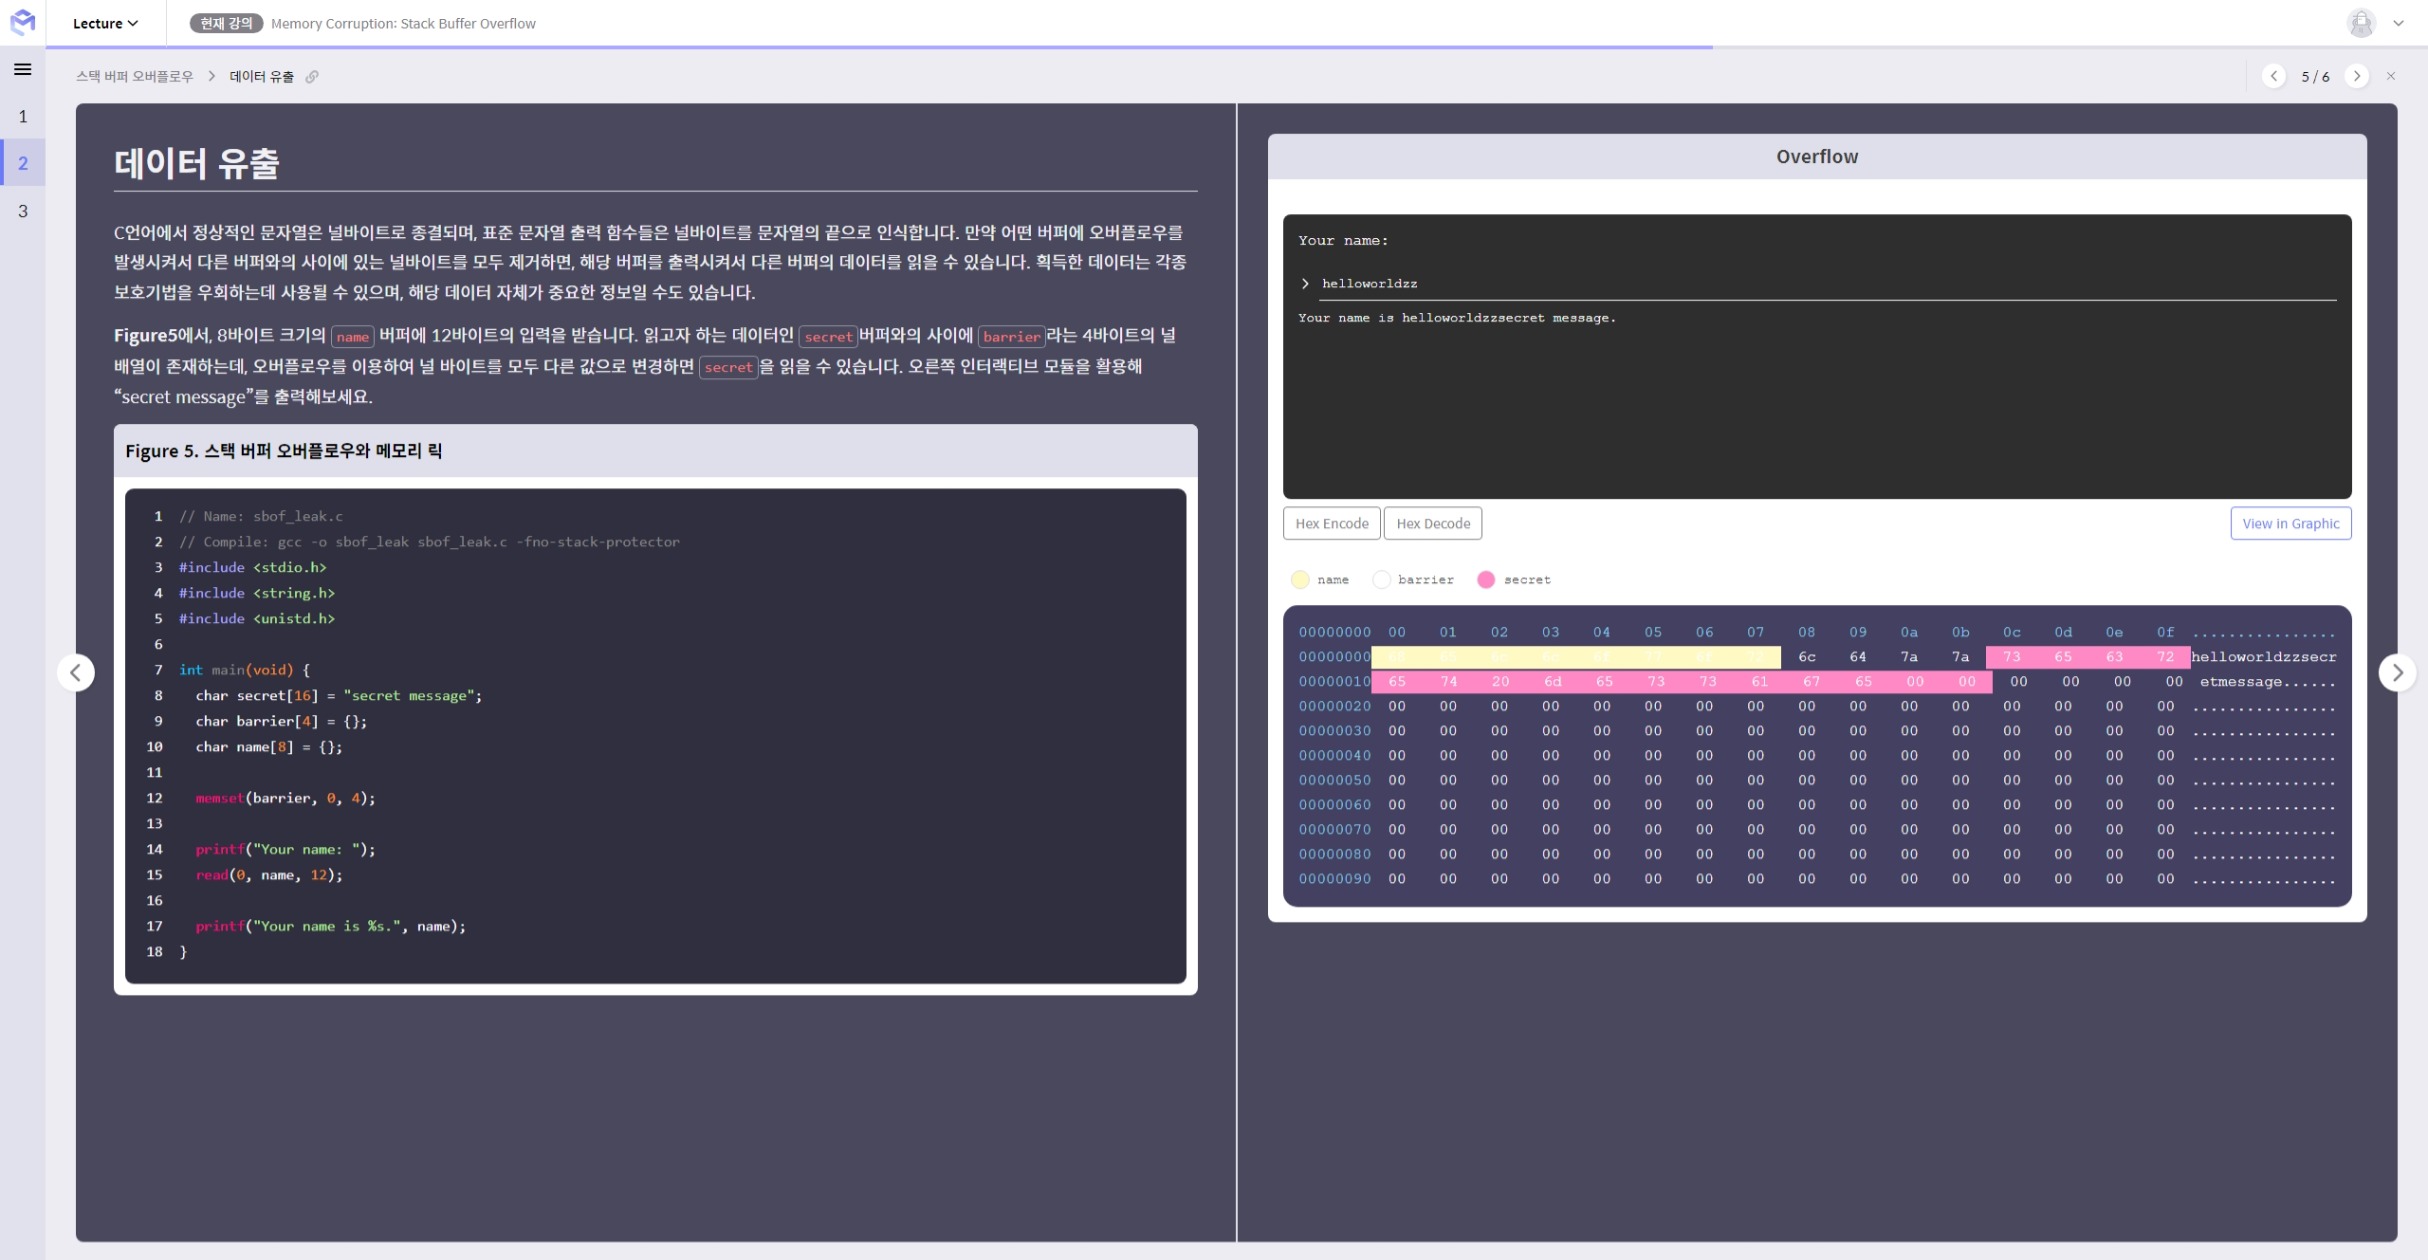 Lecture
현재 강의 Memory Corruption: Stack Buffer Overflow
스택 버퍼 오버플로우 > 데이터 유출
5 / 6
1
2
3
데이터 유출
C언어에서 정상적인 문자열은 널바이트로 종결되며, 표준 문자열 출력 함수들은 널바이트를 문자열의 끝으로 인식합니다. 만약 어떤 버퍼에 오버플로우를
발생시켜서 다른 버퍼와의 사이에 있는 널바이트를 모두 제거하면, 해당 버퍼를 출력시켜서 다른 버퍼의 데이터를 읽을 수 있습니다. 획득한 데이터는 각종
보호기법을 우회하는데 사용될 수 있으며, 해당 데이터 자체가 중요한 정보일 수도 있습니다.
Figure5에서, 8바이트 크기의 name 버퍼에 12바이트의 입력을 받습니다. 읽고자 하는 데이터인 secret버퍼와의 사이에 barrier라는 4바이트의 널
배열이 존재하는데, 오버플로우를 이용하여 널 바이트를 모두 다른 값으로 변경하면 secret을 읽을 수 있습니다. 오른쪽 인터랙티브 모듈을 활용해
“secret message”를 출력해보세요.
Figure 5. 스택 버퍼 오버플로우와 메모리 릭
1 // Name: sbof_leak.c
2 // Compile: gcc -o sbof_leak sbof_leak.c -fno-stack-protector
3 #include <stdio.h>
4 #include <string.h>
5 #include <unistd.h>
6
7 int main(void) {
8 char secret[16] = "secret message";
9 char barrier[4] = {};
10 char name[8] = {};
11
12 memset(barrier, 0, 4);
13
14 printf("Your name: ");
15 read(0, name, 12);
16
17 printf("Your name is %s.", name);
18 }
Overflow
Your name:
> helloworldzz
Your name is helloworldzzsecret message.
Hex Encode Hex Decode View in Graphic
name barrier secret
00000000 00 01 02 03 04 05 06 07 08 09 0a 0b 0c 0d 0e 0f ................
00000000 68 65 6c 6c 6f 77 6f 72 6c 64 7a 7a 73 65 63 72 helloworldzzsecr
00000010 65 74 20 6d 65 73 73 61 67 65 00 00 00 00 00 00 etmessage......
00000020 00 00 00 00 00 00 00 00 00 00 00 00 00 00 00 00 ................
00000030 00 00 00 00 00 00 00 00 00 00 00 00 00 00 00 00 ................
00000040 00 00 00 00 00 00 00 00 00 00 00 00 00 00 00 00 ................
00000050 00 00 00 00 00 00 00 00 00 00 00 00 00 00 00 00 ................
00000060 00 00 00 00 00 00 00 00 00 00 00 00 00 00 00 00 ................
00000070 00 00 00 00 00 00 00 00 00 00 00 00 00 00 00 00 ................
00000080 00 00 00 00 00 00 00 00 00 00 00 00 00 00 00 00 ................
00000090 00 00 00 00 00 00 00 00 00 00 00 00 00 00 00 00 ................